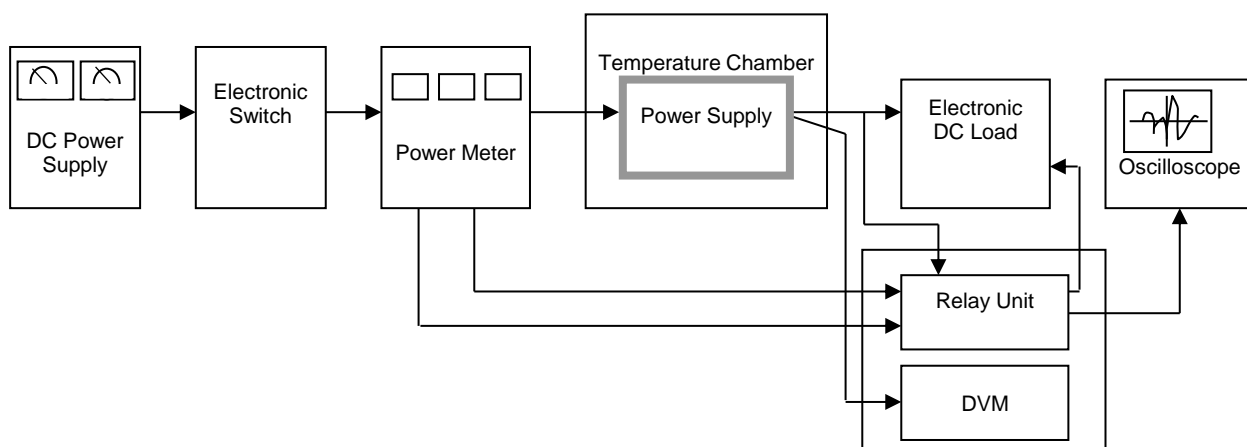 DC Power
Supply
Electronic
Switch
Power Meter
Temperature Chamber
Power Supply
Electronic
DC Load
Oscilloscope
Relay Unit
DVM